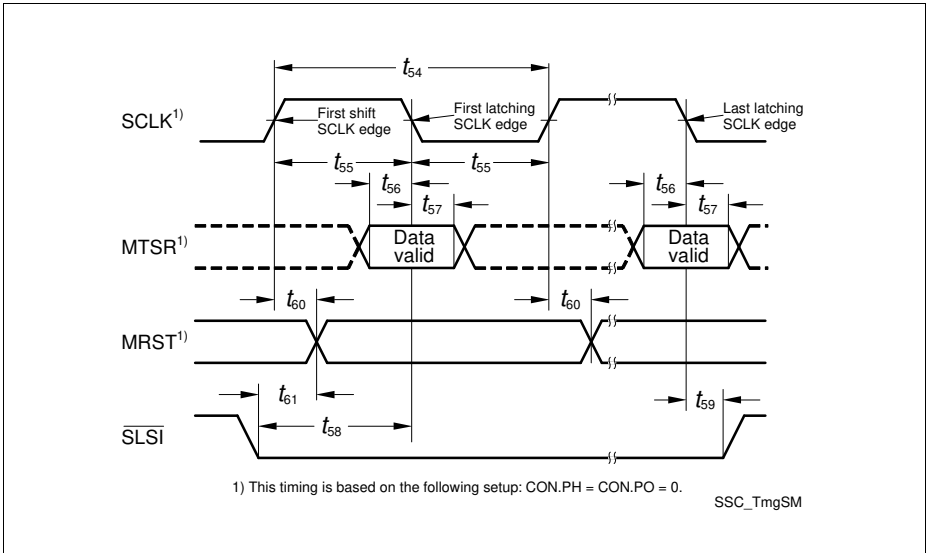 t54
SCLK1)
First shift
SCLK edge
First latching
SCLK edge
Last latching
SCLK edge
t55
t55
t56
t56
t57
t57
MTSR1)
Data
valid
Data
valid
t60
t60
MRST1)
t61
t59
t58
SLSI
1) This timing is based on the following setup: CON.PH = CON.PO = 0.
SSC_TmgSM